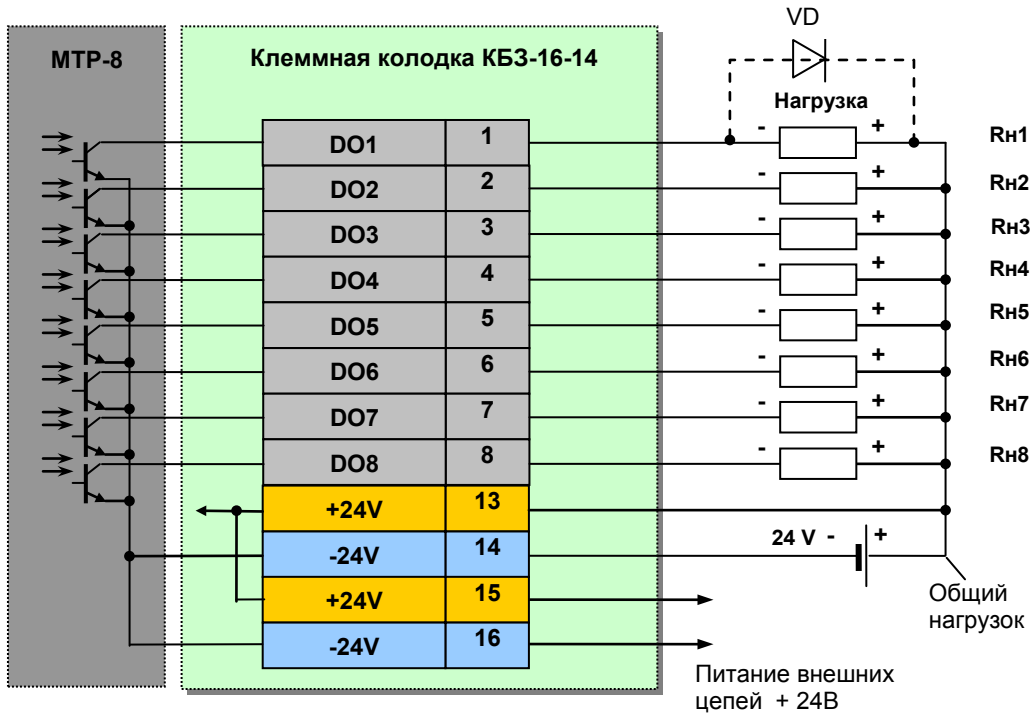 VD
МТР-8
Клеммная колодка КБЗ-16-14
Нагрузка
DO1 1 - + Rн1
DO2 2 - + Rн2
DO3 3 - + Rн3
DO4 4 - + Rн4
DO5 5 - + Rн5
DO6 6 - + Rн6
DO7 7 - + Rн7
DO8 8 - + Rн8
+24V 13
-24V 14 24 V - +
+24V 15
-24V 16
Общий
нагрузок
Питание внешних
цепей + 24В